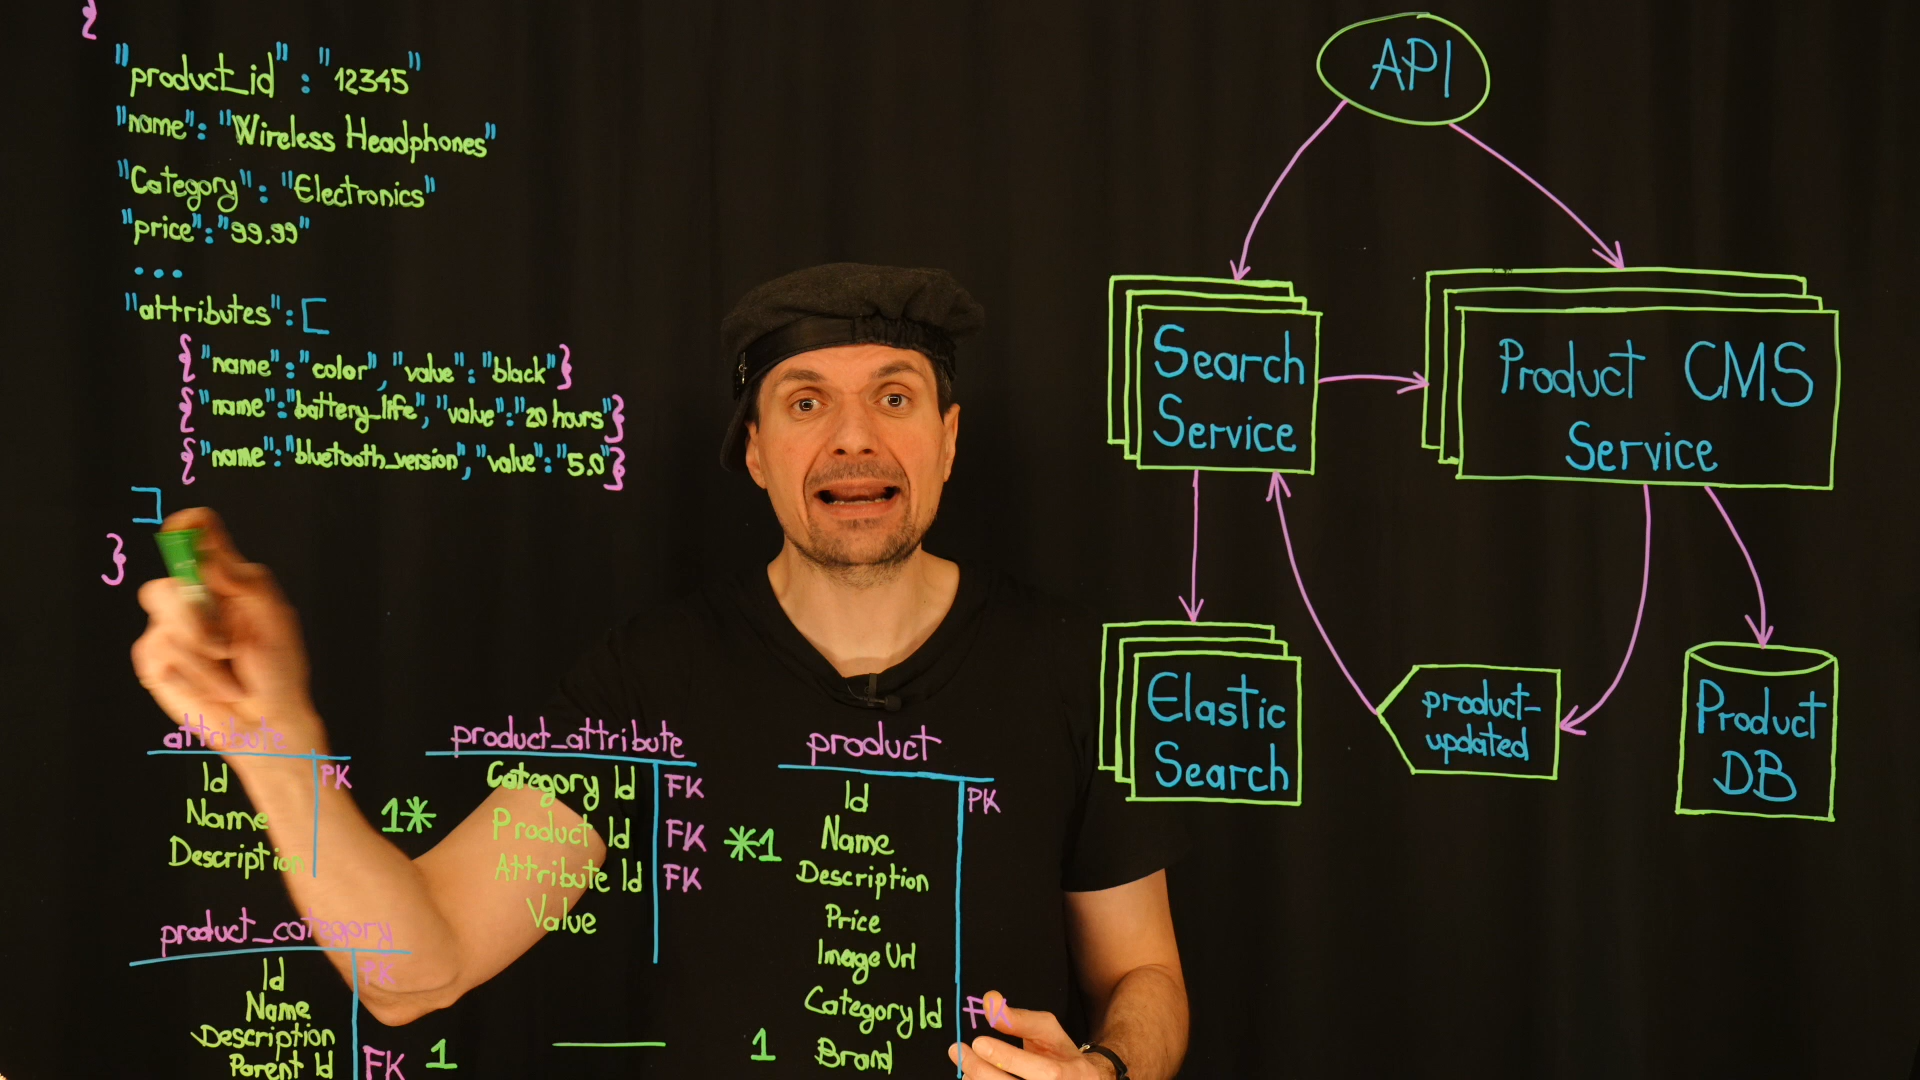 {
"product_id" : "12345"
"name": "Wireless Headphones"
"Category": "Electronics"
"price":"99.99"
...
"attributes":[
{"name":"color", "value":"black"}
{"name":"battery_life", "value":"20 hours"}
{"name":"bluetooth_version", "value":"5.0"}
]
}
attribute
Id PK
Name
Description
1*
product_attribute
Category Id FK
Product Id FK
Attribute Id FK
Value
*1
product
Id PK
Name
Description
Price
Image Url
Category Id FK
Brand
product_category
Id PK
Name
Description
Parent Id FK
1 1
API
Search
Service
Product CMS
Service
Elastic
Search
product-
updated
Product
DB